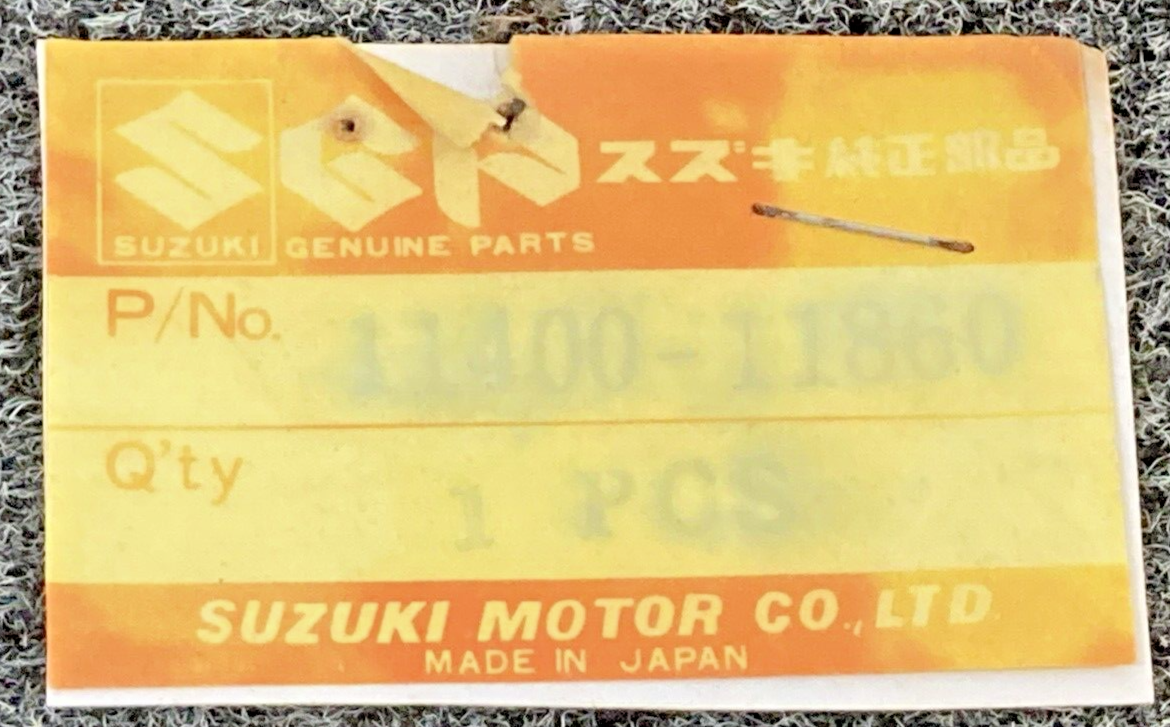 SGP スズキ純正部品
SUZUKI GENUINE PARTS
P/No. 11400-11860
Q'ty 1 PCS
SUZUKI MOTOR CO., LTD.
MADE IN JAPAN